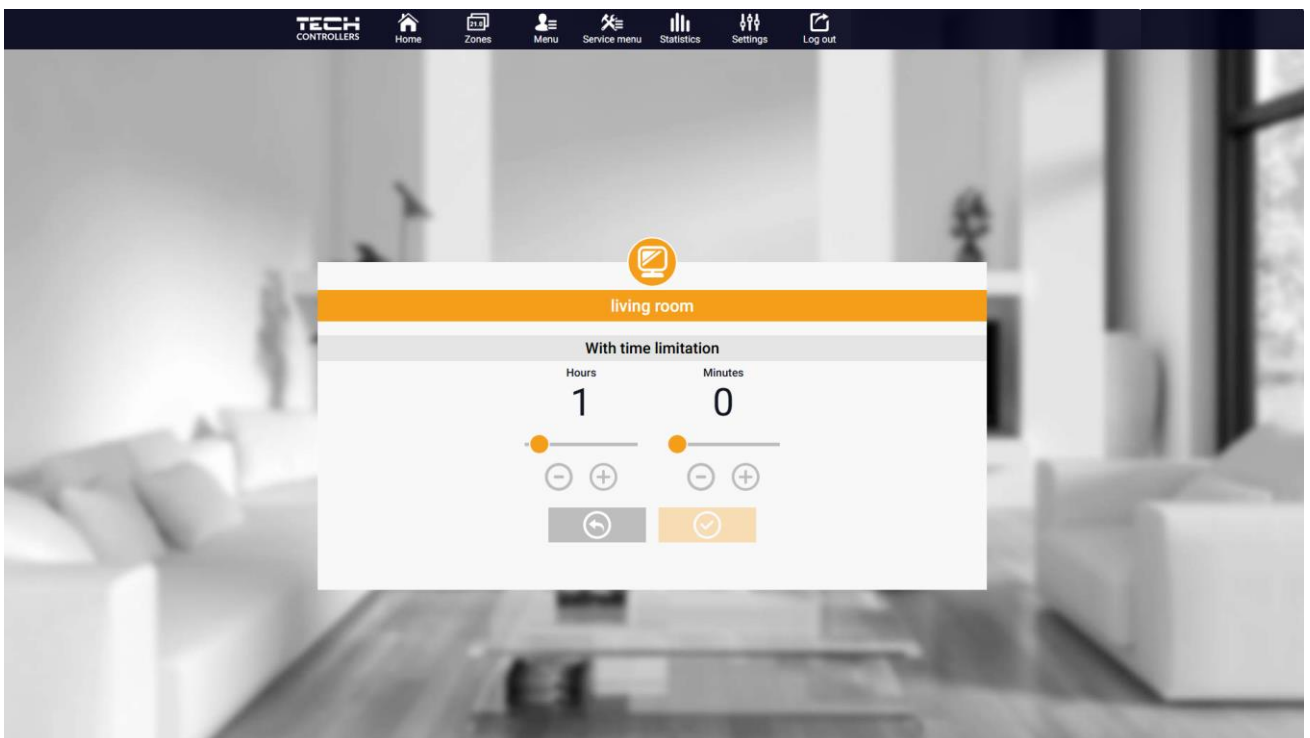 TECH
CONTROLLERS
Home
21.0
Zones
Menu
Service menu
Statistics
Settings
Log out
living room
With time limitation
Hours Minutes
1 0